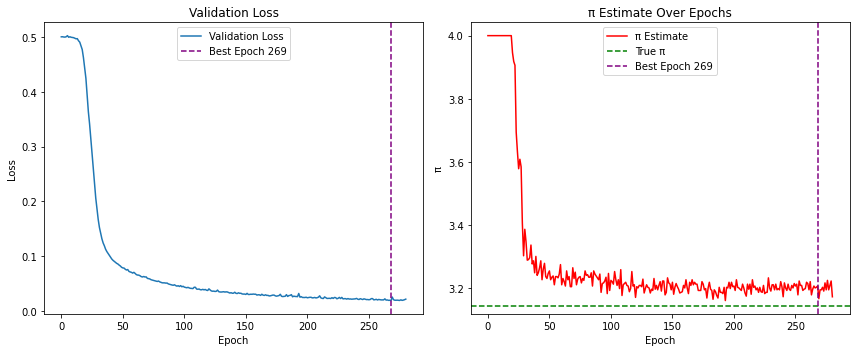 Validation Loss
Validation Loss
Best Epoch 269
Loss
0.5
0.4
0.3
0.2
0.1
0.0
0
50
100
150
200
250
Epoch
π Estimate Over Epochs
π Estimate
True π
Best Epoch 269
π
4.0
3.8
3.6
3.4
3.2
0
50
100
150
200
250
Epoch